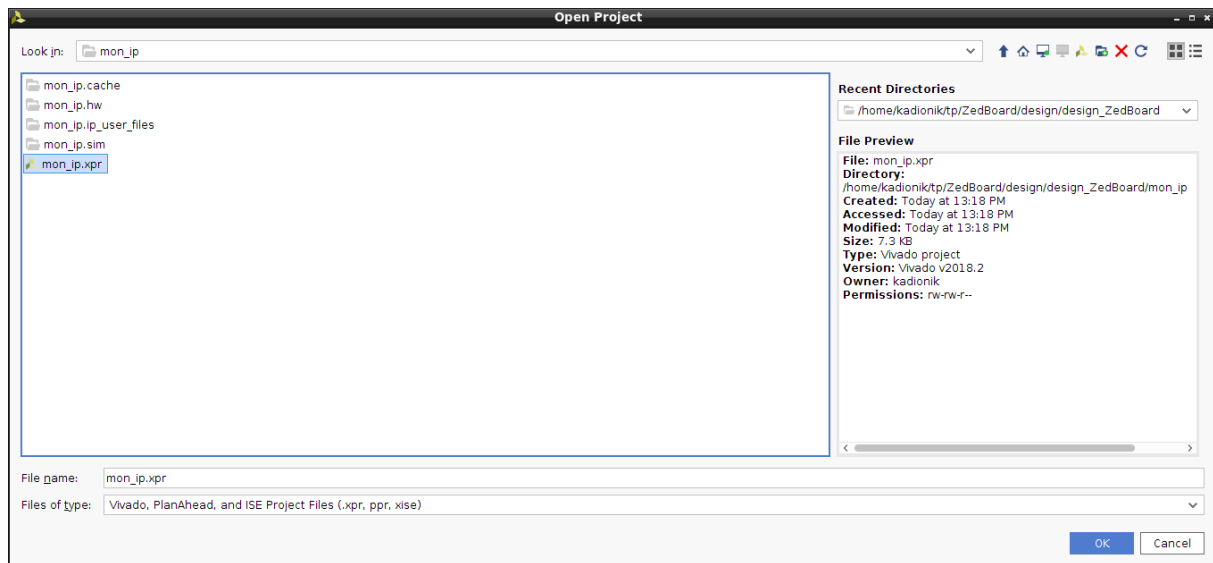 Open Project
Look in: mon_ip
mon_ip.cache
mon_ip.hw
mon_ip.ip_user_files
mon_ip.sim
mon_ip.xpr
Recent Directories
/home/kadionik/tp/ZedBoard/design/design_ZedBoard
File Preview
File: mon_ip.xpr
Directory:
/home/kadionik/tp/ZedBoard/design/design_ZedBoard/mon_ip
Created: Today at 13:18 PM
Accessed: Today at 13:18 PM
Modified: Today at 13:18 PM
Size: 7.3 KB
Type: Vivado project
Version: Vivado v2018.2
Owner: kadionik
Permissions: rw-rw-r--
File name: mon_ip.xpr
Files of type: Vivado, PlanAhead, and ISE Project Files (.xpr, ppr, xise)
OK Cancel